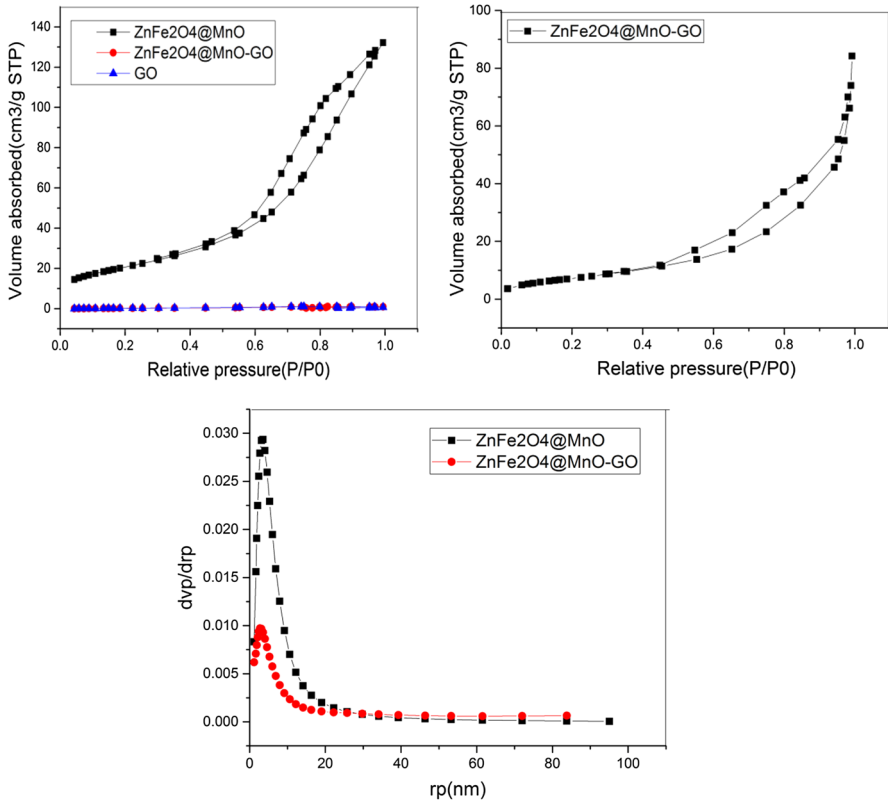 140
120
100
80
60
40
20
0
Volume absorbed(cm3/g STP)
ZnFe2O4@MnO
ZnFe2O4@MnO-GO
GO
0.0 0.2 0.4 0.6 0.8 1.0
Relative pressure(P/P0)
100
80
60
40
20
0
Volume absorbed(cm3/g STP)
ZnFe2O4@MnO-GO
0.0 0.2 0.4 0.6 0.8 1.0
Relative pressure(P/P0)
0.030
0.025
0.020
0.015
0.010
0.005
0.000
dvp/drp
ZnFe2O4@MnO
ZnFe2O4@MnO-GO
0 20 40 60 80 100
rp(nm)